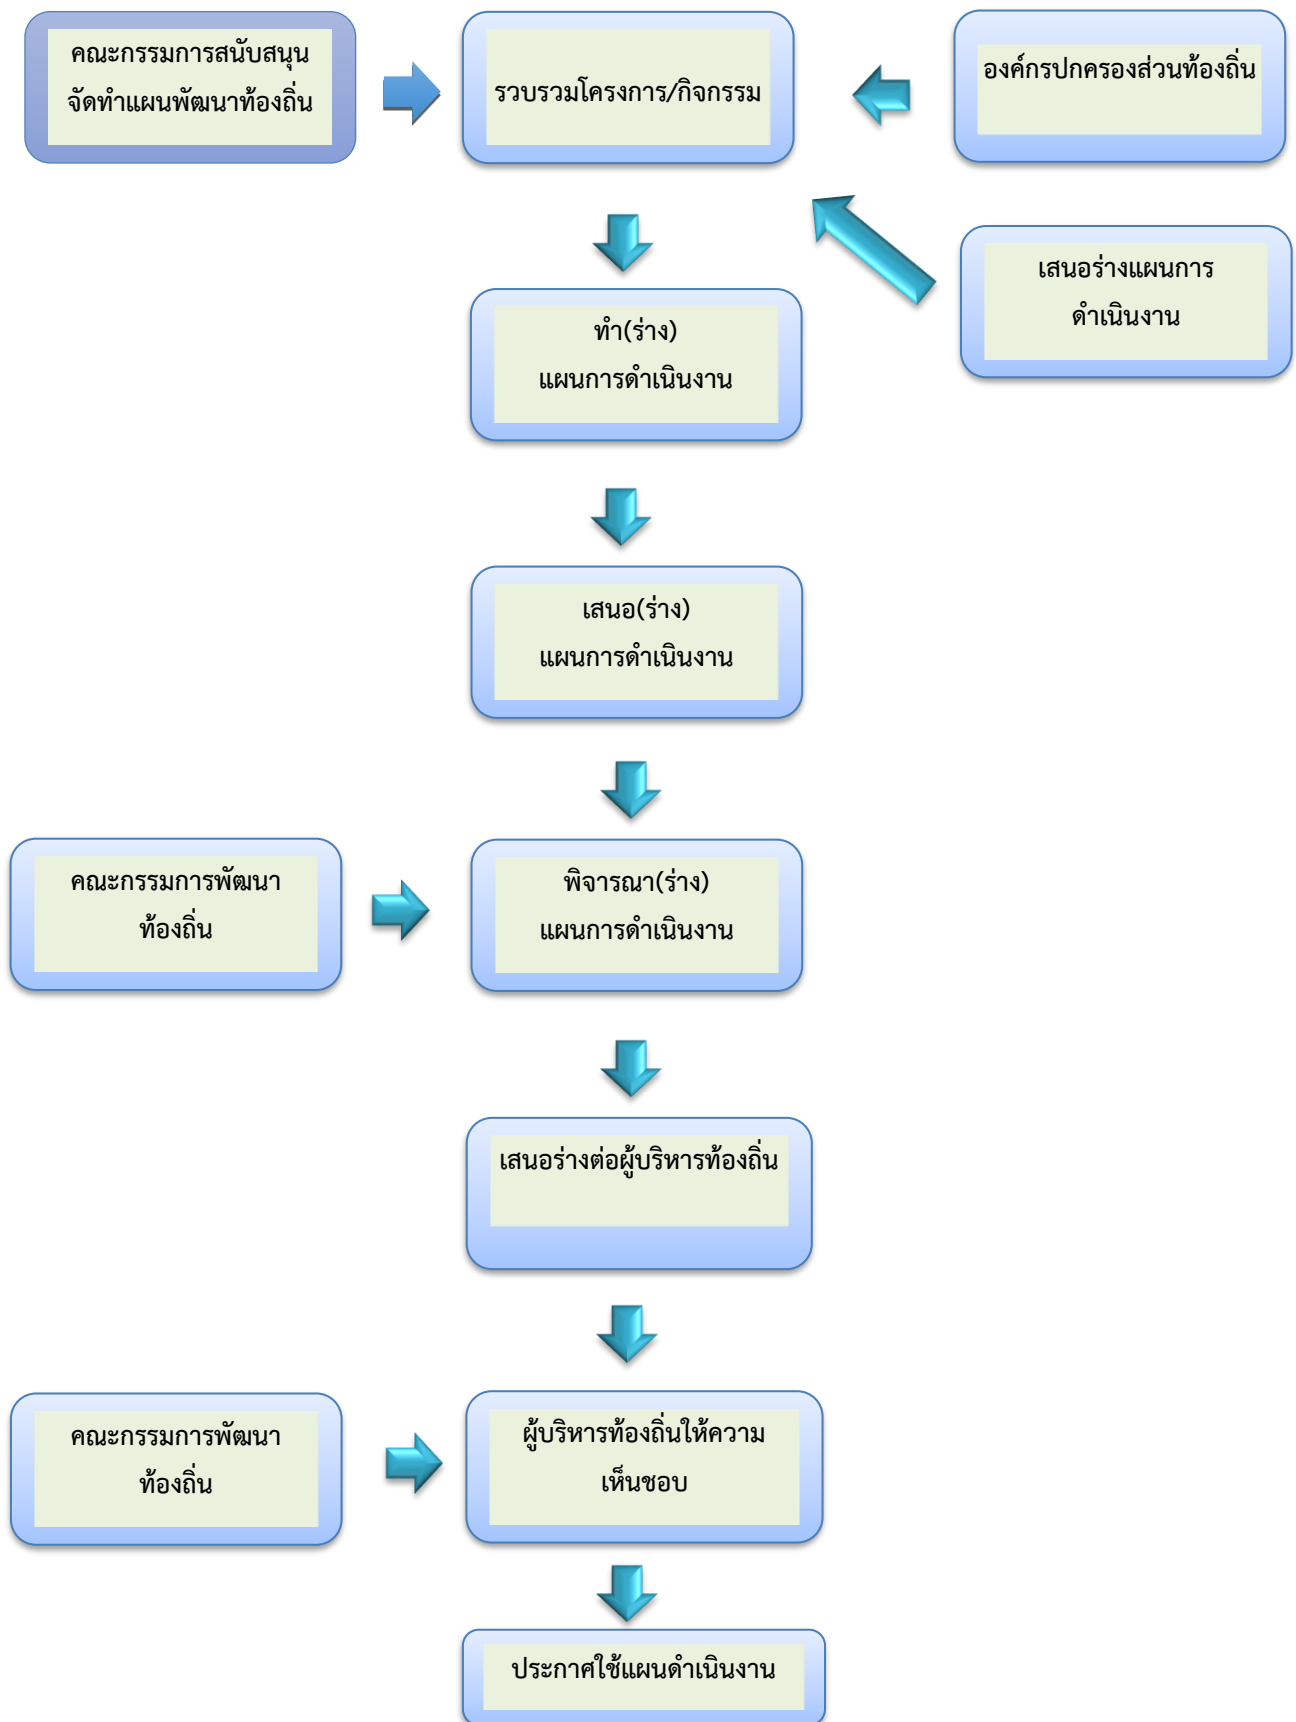 คณะกรรมการสนับสนุน
จัดทำแผนพัฒนาท้องถิ่น
รวบรวมโครงการ/กิจกรรม
องค์กรปกครองส่วนท้องถิ่น
เสนอร่างแผนการ
ดำเนินงาน
ทำ(ร่าง)
แผนการดำเนินงาน
เสนอ(ร่าง)
แผนการดำเนินงาน
คณะกรรมการพัฒนา
ท้องถิ่น
พิจารณา(ร่าง)
แผนการดำเนินงาน
เสนอร่างต่อผู้บริหารท้องถิ่น
คณะกรรมการพัฒนา
ท้องถิ่น
ผู้บริหารท้องถิ่นให้ความ
เห็นชอบ
ประกาศใช้แผนดำเนินงาน